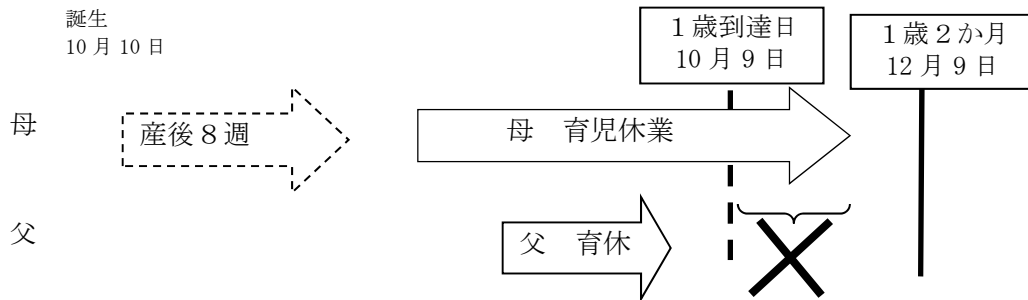 誕生
10 月 10 日
１歳到達日
10 月 9 日
１歳２か月
12 月 9 日
母
産後８週
母　育児休業
父
父　育休